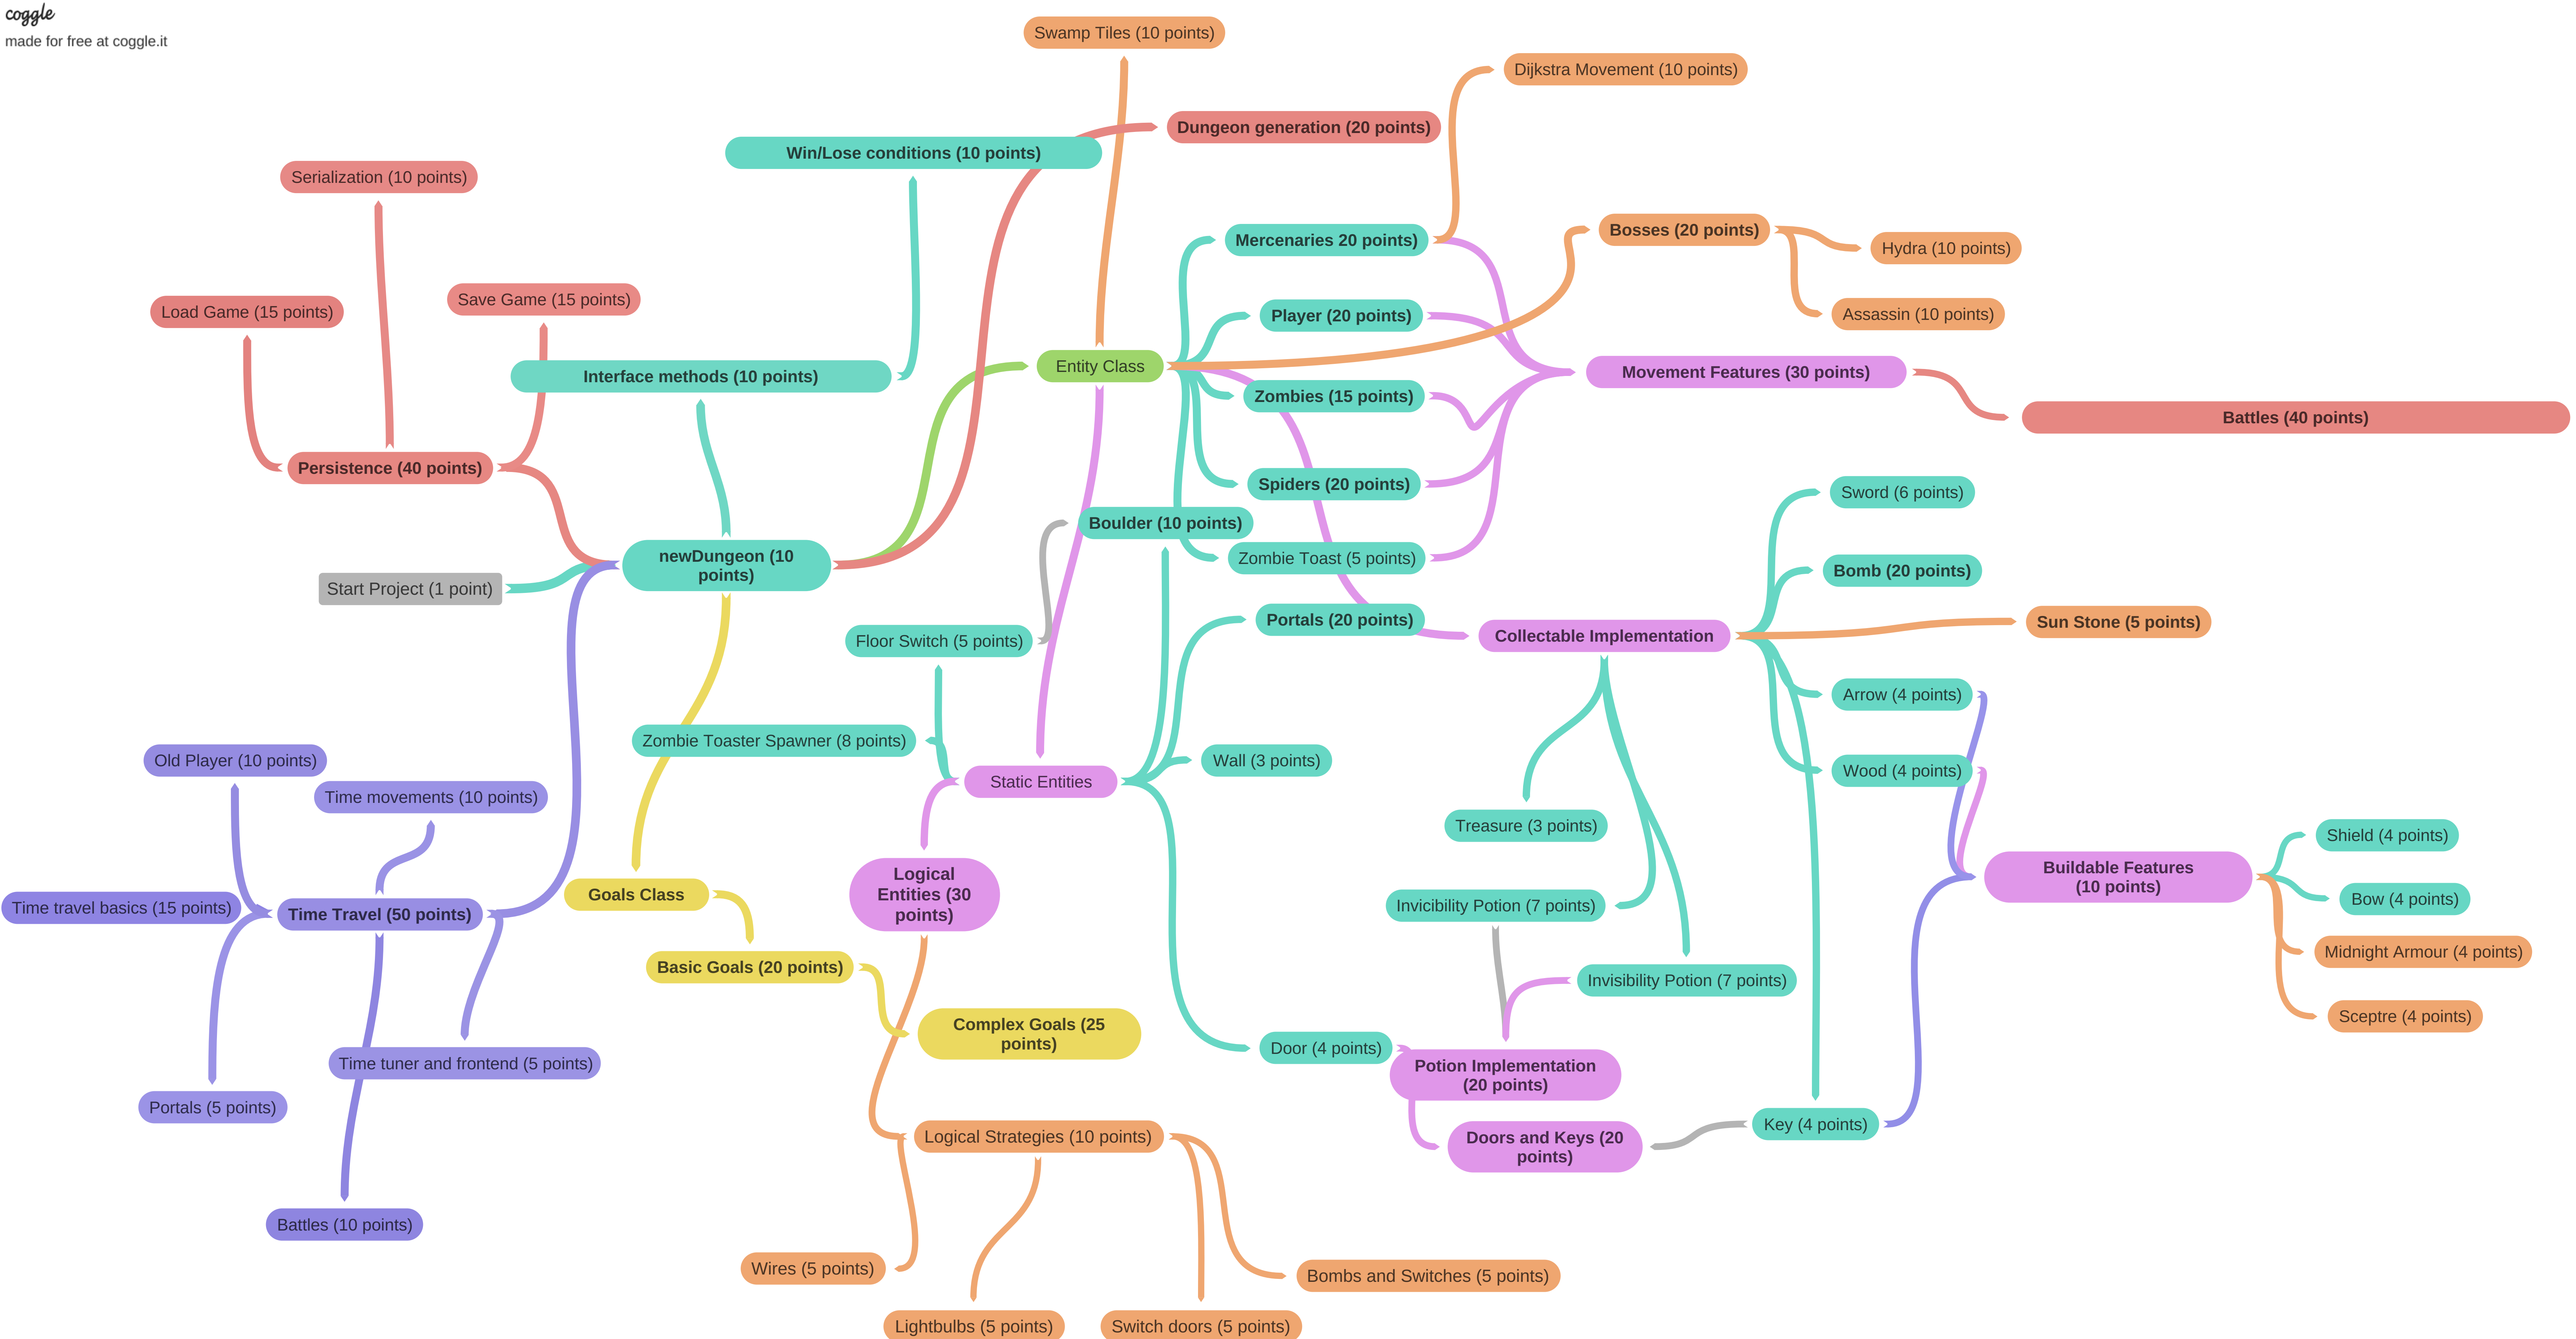 coggle
made for free at coggle.it
Swamp Tiles (10 points)
Dijkstra Movement (10 points)
Dungeon generation (20 points)
Win/Lose conditions (10 points)
Serialization (10 points)
Mercenaries 20 points)
Bosses (20 points)
Hydra (10 points)
Save Game (15 points)
Load Game (15 points)
Player (20 points)
Assassin (10 points)
Entity Class
Movement Features (30 points)
Interface methods (10 points)
Zombies (15 points)
Battles (40 points)
Persistence (40 points)
Spiders (20 points)
Sword (6 points)
Boulder (10 points)
newDungeon (10
points)
Zombie Toast (5 points)
Bomb (20 points)
Start Project (1 point)
Portals (20 points)
Sun Stone (5 points)
Floor Switch (5 points)
Collectable Implementation
Arrow (4 points)
Zombie Toaster Spawner (8 points)
Old Player (10 points)
Wall (3 points)
Wood (4 points)
Static Entities
Time movements (10 points)
Treasure (3 points)
Shield (4 points)
Buildable Features
(10 points)
Logical
Entities (30
points)
Goals Class
Bow (4 points)
Invicibility Potion (7 points)
Time travel basics (15 points)
Time Travel (50 points)
Midnight Armour (4 points)
Basic Goals (20 points)
Invisibility Potion (7 points)
Sceptre (4 points)
Complex Goals (25
points)
Door (4 points)
Time tuner and frontend (5 points)
Potion Implementation
(20 points)
Portals (5 points)
Key (4 points)
Logical Strategies (10 points)
Doors and Keys (20
points)
Battles (10 points)
Wires (5 points)
Bombs and Switches (5 points)
Lightbulbs (5 points)
Switch doors (5 points)